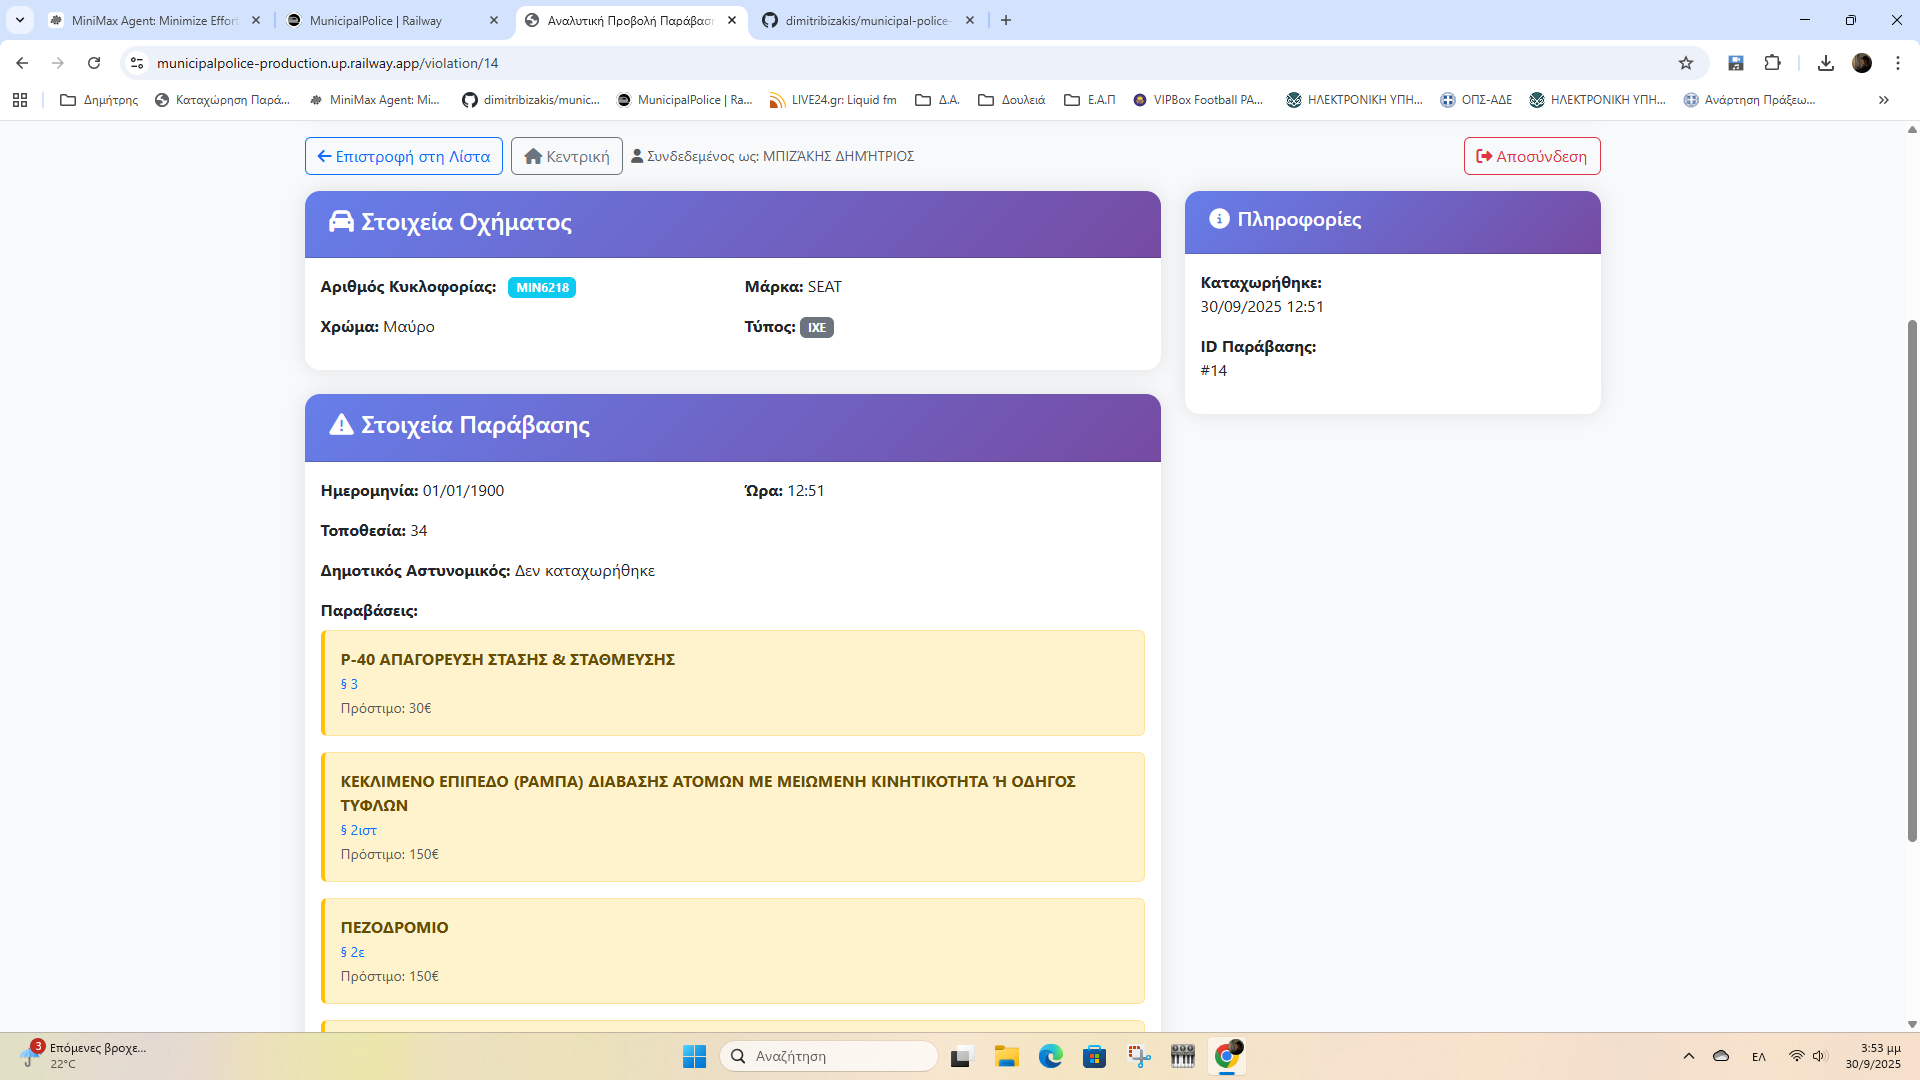 MiniMax Agent: Minimize Effor
MunicipalPolice | Railway
Αναλυτική Προβολή Παράβασ
dimitribizakis/municipal-police-
municipalpolice-production.up.railway.app/violation/14
Δημήτρης
Καταχώρηση Παρά...
MiniMax Agent: Mi...
dimitribizakis/munic...
MunicipalPolice | Ra...
LIVE24.gr: Liquid fm
Δ.Α.
Δουλειά
Ε.Α.Π
VIPBox Football PA...
ΗΛΕΚΤΡΟΝΙΚΗ ΥΠΗ...
ΟΠΣ-ΑΔΕ
ΗΛΕΚΤΡΟΝΙΚΗ ΥΠΗ...
Ανάρτηση Πράξεω...
Επιστροφή στη Λίστα
Κεντρική
Συνδεδεμένος ως: ΜΠΙΖΆΚΗΣ ΔΗΜΉΤΡΙΟΣ
Αποσύνδεση
Στοιχεία Οχήματος
Αριθμός Κυκλοφορίας: MIN6218
Μάρκα: SEAT
Χρώμα: Μαύρο
Τύπος: ΙΧΕ
Πληροφορίες
Καταχωρήθηκε:
30/09/2025 12:51
ID Παράβασης:
#14
Στοιχεία Παράβασης
Ημερομηνία: 01/01/1900
Ώρα: 12:51
Τοποθεσία: 34
Δημοτικός Αστυνομικός: Δεν καταχωρήθηκε
Παραβάσεις:
Ρ-40 ΑΠΑΓΟΡΕΥΣΗ ΣΤΑΣΗΣ & ΣΤΑΘΜΕΥΣΗΣ
§ 3
Πρόστιμο: 30€
ΚΕΚΛΙΜΕΝΟ ΕΠΙΠΕΔΟ (ΡΑΜΠΑ) ΔΙΑΒΑΣΗΣ ΑΤΟΜΩΝ ΜΕ ΜΕΙΩΜΕΝΗ ΚΙΝΗΤΙΚΟΤΗΤΑ Ή ΟΔΗΓΟΣ
ΤΥΦΛΩΝ
§ 2ιστ
Πρόστιμο: 150€
ΠΕΖΟΔΡΟΜΙΟ
§ 2ε
Πρόστιμο: 150€
3
Επόμενες βροχε...
22°C
Αναζήτηση
ΕΛ
3:53 μμ
30/9/2025